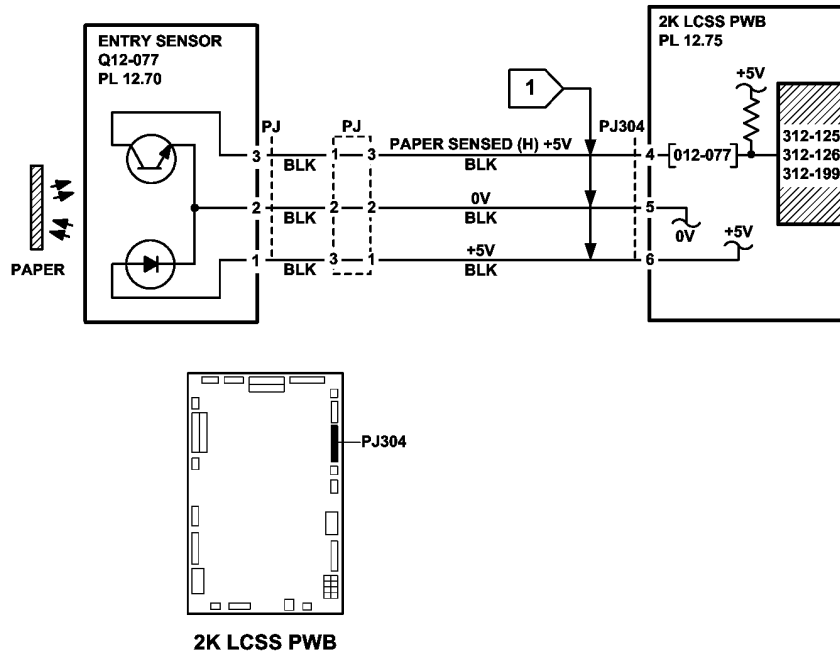 ENTRY SENSOR
Q12-077
PL 12.70
2K LCSS PWB
PL 12.75
+5V
1
PJ
PJ
PJ304
312-125
312-126
312-199
3
BLK
1
3
PAPER SENSED (H) +5V
BLK
4
[012-077]
2
BLK
2
2
0V
BLK
5
0V
+5V
1
BLK
3
1
+5V
BLK
6
PAPER
PJ304
2K LCSS PWB